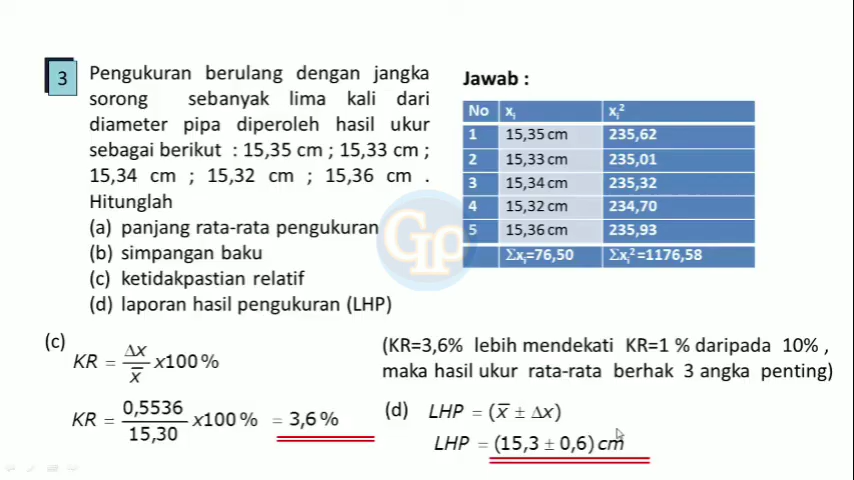 3
Pengukuran berulang dengan jangka
sorong sebanyak lima kali dari
diameter pipa diperoleh hasil ukur
sebagai berikut : 15,35 cm ; 15,33 cm ;
15,34 cm ; 15,32 cm ; 15,36 cm .
Hitunglah
(a) panjang rata-rata pengukuran
(b) simpangan baku
(c) ketidakpastian relatif
(d) laporan hasil pengukuran (LHP)
Jawab :
No xᵢ xᵢ²
1 15,35 cm 235,62
2 15,33 cm 235,01
3 15,34 cm 235,32
4 15,32 cm 234,70
5 15,36 cm 235,93
Σxᵢ=76,50 Σxᵢ²=1176,58
GIP
(c) KR = Δx / x̄ x100 %
KR = 0,5536 / 15,30 x100 % = 3,6 %
(KR=3,6% lebih mendekati KR=1 % daripada 10% ,
maka hasil ukur rata-rata berhak 3 angka penting)
(d) LHP = (x̄ ± Δx)
LHP = (15,3 ± 0,6) cm